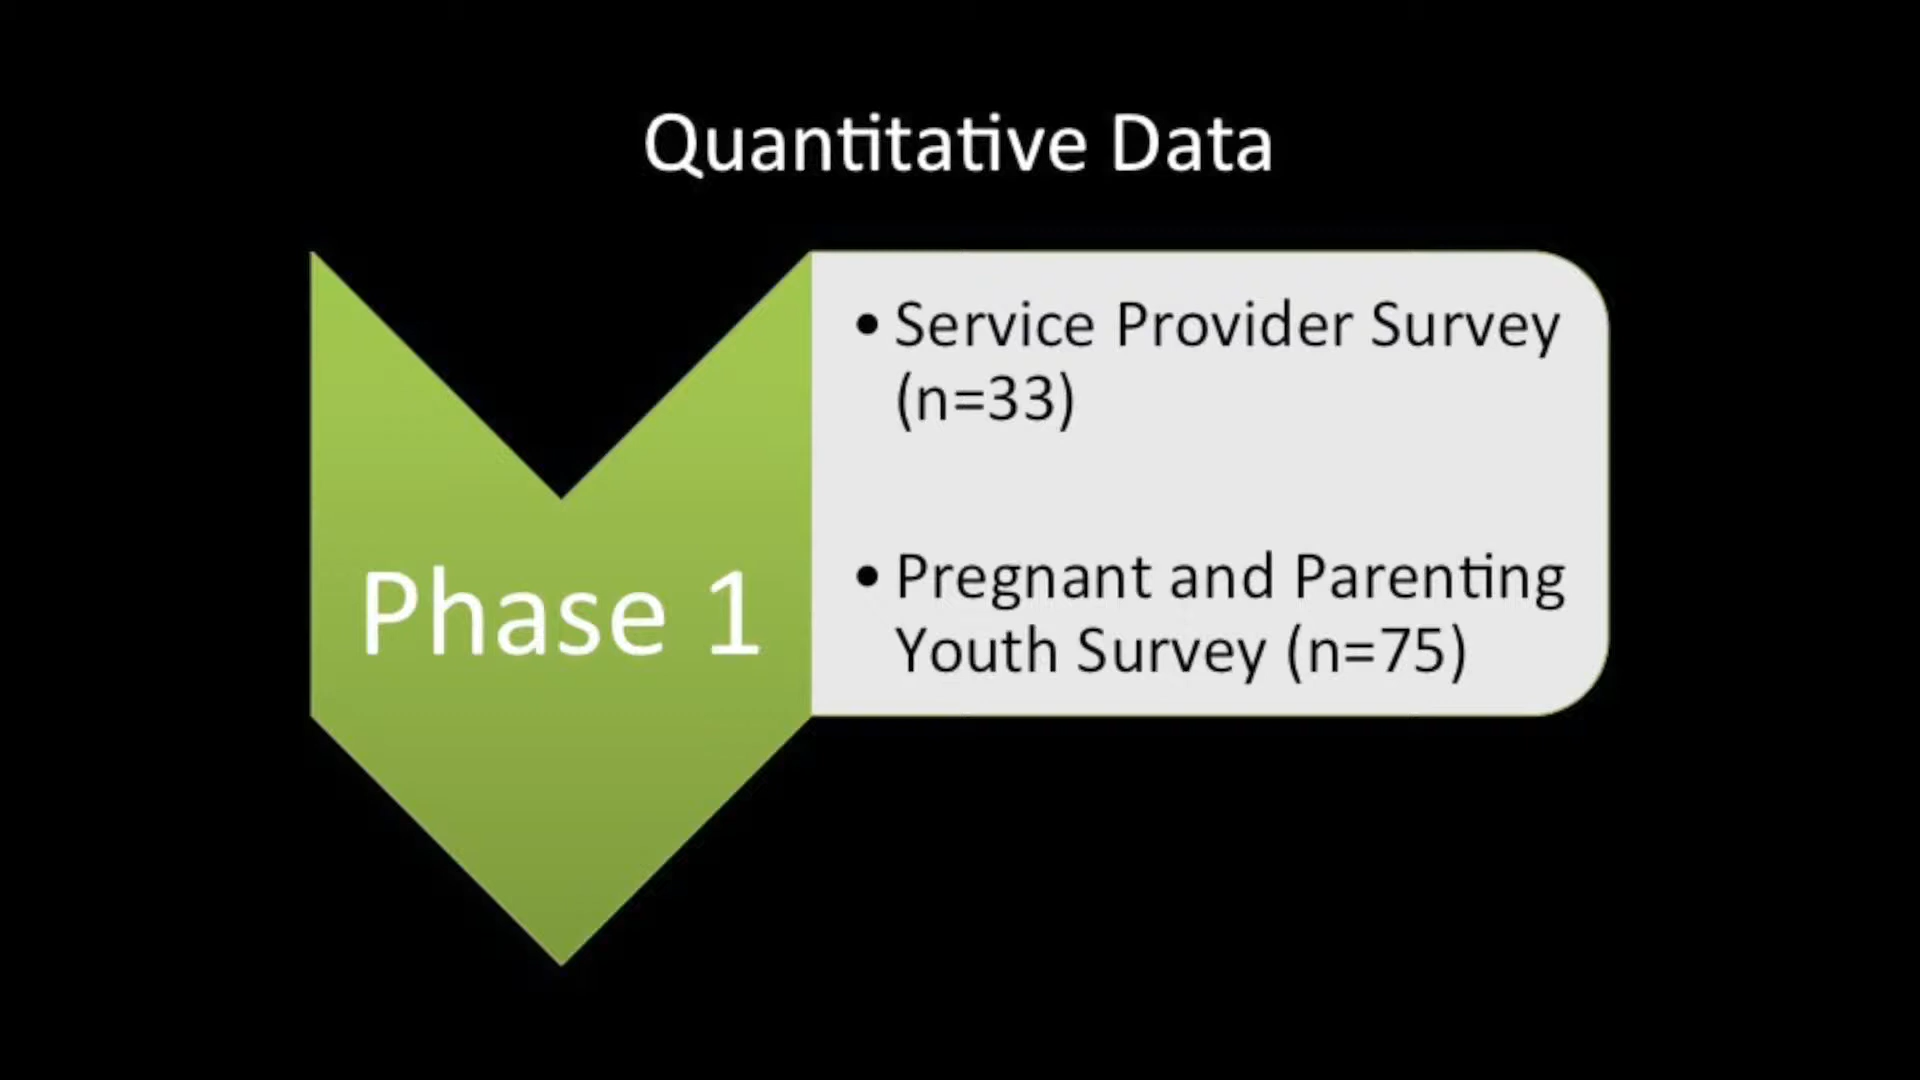 Quantitative Data
Phase 1
• Service Provider Survey
(n=33)
• Pregnant and Parenting
Youth Survey (n=75)